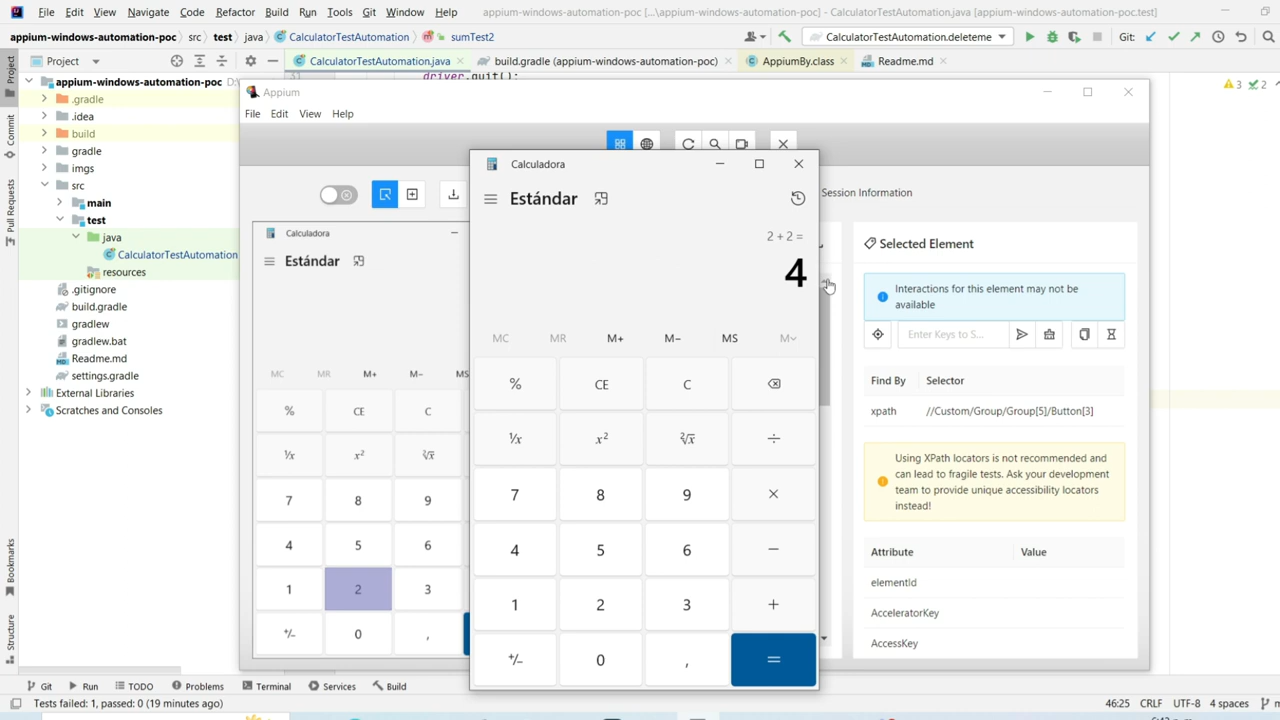 File Edit View Navigate Code Refactor Build Run Tools Git Window Help appium-windows-automation-poc [...\appium-windows-automation-poc] - CalculatorTestAutomation.java [appium-windows-automation-poc.test]
appium-windows-automation-poc src test java CalculatorTestAutomation sumTest2 CalculatorTestAutomation.deleteme Git:
Project CalculatorTestAutomation.java build.gradle (appium-windows-automation-poc) AppiumBy.class Readme.md
Project
Commit
Pull Requests
Bookmarks
Structure
appium-windows-automation-poc
.gradle
.idea
build
gradle
imgs
src
main
test
java
CalculatorTestAutomation
resources
.gitignore
build.gradle
gradlew
gradlew.bat
Readme.md
settings.gradle
External Libraries
Scratches and Consoles
driver.quit();
3 2
Appium
File Edit View Help
Calculadora
Estándar
MC MR M+ M− MS
% CE C
¹/x x² ²√x
7 8 9
4 5 6
1 2 3
+/− 0 ,
Calculadora
Estándar
2 + 2 =
4
MC MR M+ M− MS M˅
% CE C
¹/x x² ²√x ÷
7 8 9 ×
4 5 6 −
1 2 3 +
+/− 0 , =
Session Information
Selected Element
Interactions for this element may not be
available
Enter Keys to S...
Find By Selector
xpath //Custom/Group/Group[5]/Button[3]
Using XPath locators is not recommended and
can lead to fragile tests. Ask your development
team to provide unique accessibility locators
instead!
Attribute Value
elementId
AcceleratorKey
AccessKey
Git Run TODO Problems Terminal Services Build
Tests failed: 1, passed: 0 (19 minutes ago) 46:25 CRLF UTF-8 4 spaces